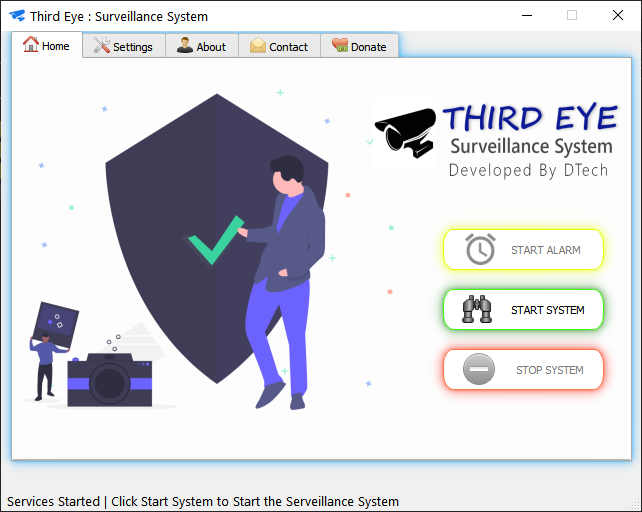 Third Eye : Surveillance System
Home
Settings
About
Contact
Donate
THIRD EYE
Surveillance System
Developed By DTech
START ALARM
START SYSTEM
STOP SYSTEM
Services Started | Click Start System to Start the Serveillance System